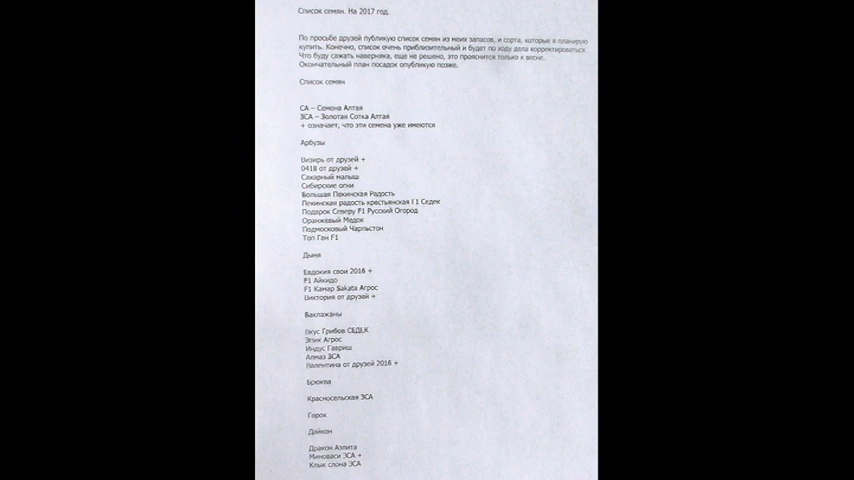 Список семян. На 2017 год.
По просьбе друзей публикую список семян из моих запасов, и сорта, которые я планирую
купить. Конечно, список очень приблизительный и будет по ходу дела корректироваться
Что буду сажать наверняка, еще не решено, это прояснится только к весне.
Окончательный план посадок опубликую позже.
Список семян
СА – Семена Алтая
ЗСА – Золотая Сотка Алтая
+ означает, что эти семена уже имеются
Арбузы
Визирь от друзей +
0418 от друзей +
Сахарный малыш
Сибирские огни
Большая Пекинская Радость
Пекинская радость крестьянская F1 Седек
Подарок Северу F1 Русский Огород
Оранжевый Медок
Подмосковый Чарльстон
Топ Ган F1
Дыня
Евдокия свои 2016 +
F1 Айкидо
F1 Камар Sakata Агрос
Виктория от друзей +
Баклажаны
Вкус Грибов СЕДЕК
Эпик Агрос
Индус Гавриш
Алмаз ЗСА
Валентина от друзей 2016 +
Брюква
Красносельская ЗСА
Горох
Дайкон
Дракон Аэлита
Миноваси ЗСА +
Клык слона ЗСА